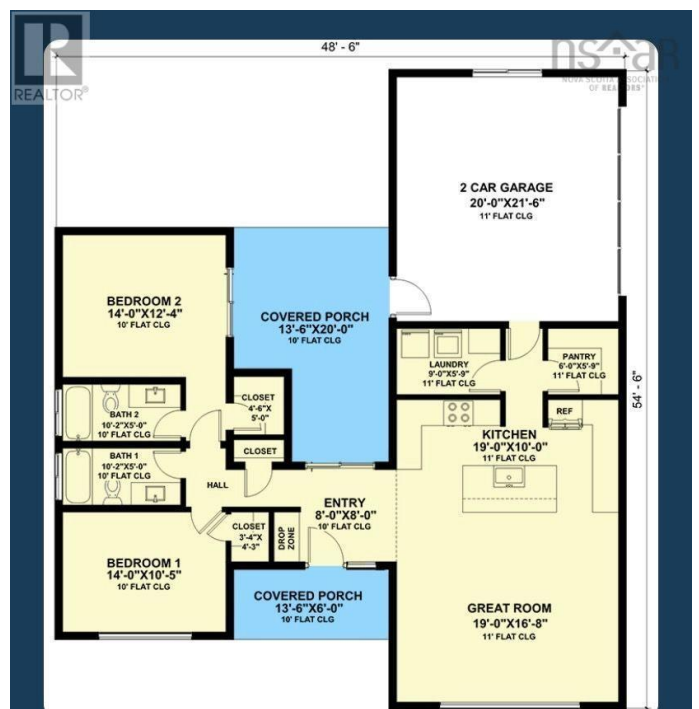 REALTOR®
48' - 6"
nsar
NOVA SCOTIA ASSOCIATION
OF REALTORS®
2 CAR GARAGE
20'-0"X21'-6"
11' FLAT CLG
BEDROOM 2
14'-0"X12'-4"
10' FLAT CLG
COVERED PORCH
13'-6"X20'-0"
10' FLAT CLG
LAUNDRY
9'-0"X5'-9"
11' FLAT CLG
PANTRY
6'-0"X5'-9"
11' FLAT CLG
54' - 6"
CLOSET
4'-6"X
5'-0"
BATH 2
10'-2"X5'-0"
10' FLAT CLG
REF
KITCHEN
19'-0"X10'-0"
11' FLAT CLG
CLOSET
BATH 1
10'-2"X5'-0"
10' FLAT CLG
HALL
ENTRY
8'-0"X8'-0"
10' FLAT CLG
CLOSET
3'-4"X
4'-3"
DROP
ZONE
BEDROOM 1
14'-0"X10'-5"
10' FLAT CLG
COVERED PORCH
13'-6"X6'-0"
10' FLAT CLG
GREAT ROOM
19'-0"X16'-8"
11' FLAT CLG